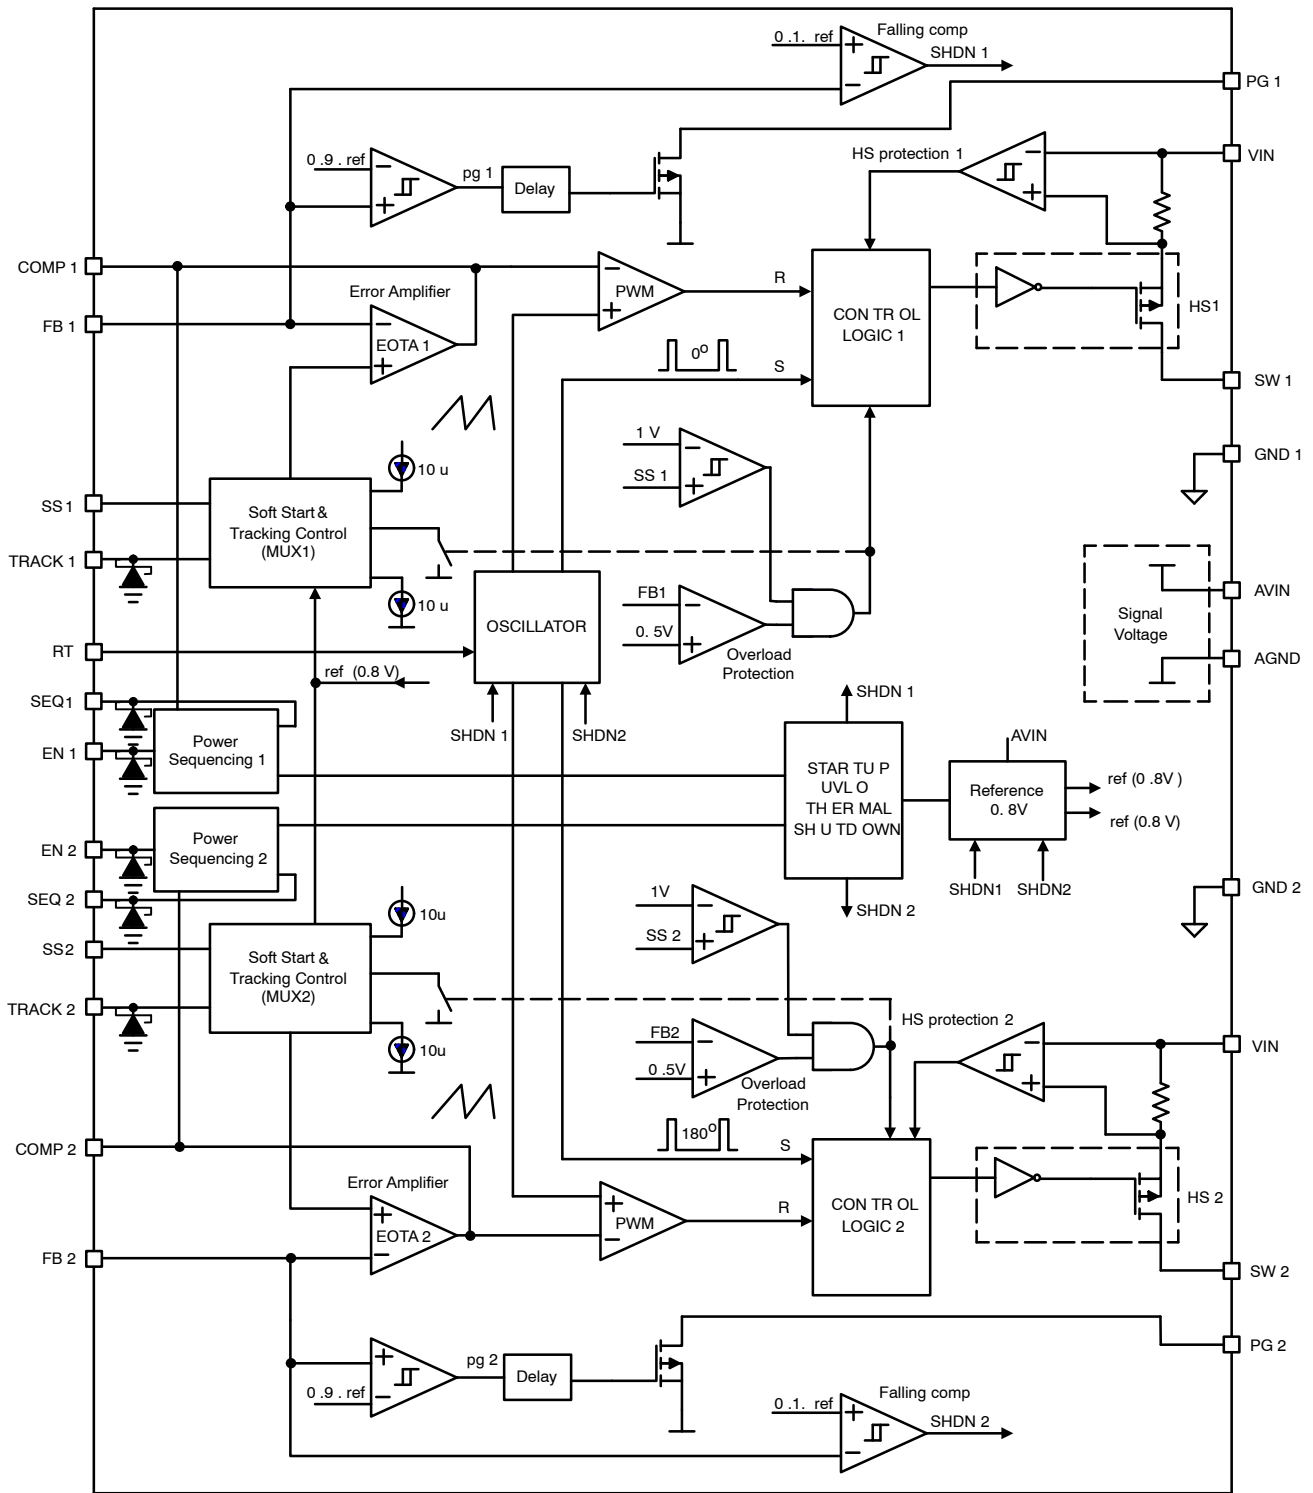 Falling comp
0 .1. ref
SHDN 1
PG 1
0 .9 . ref
pg 1
Delay
HS protection 1
VIN
COMP 1
PWM
R
Error Amplifier
FB 1
EOTA 1
CON TR OL
LOGIC 1
HS1
0o
S
SW 1
1 V
SS 1
10 u
GND 1
SS 1
Soft Start &
Tracking Control
(MUX1)
TRACK 1
10 u
FB1
0. 5V
Overload
Protection
OSCILLATOR
Signal
Voltage
AVIN
AGND
RT
ref (0.8 V)
SEQ1
SHDN 1
SHDN2
SHDN 1
EN 1
Power
Sequencing 1
AVIN
STAR TU P
UVL O
TH ER MAL
SH U TD OWN
Reference
0. 8V
ref (0 .8V )
ref (0.8 V)
EN 2
Power
Sequencing 2
SHDN1
SHDN2
SEQ 2
GND 2
SHDN 2
10u
1V
SS 2
SS2
Soft Start &
Tracking Control
(MUX2)
TRACK 2
10u
FB2
0 .5V
Overload
Protection
HS protection 2
VIN
180o
S
COMP 2
Error Amplifier
EOTA 2
PWM
R
CON TR OL
LOGIC 2
HS 2
FB 2
SW 2
PG 2
pg 2
Delay
0 .9 . ref
Falling comp
0 .1. ref
SHDN 2